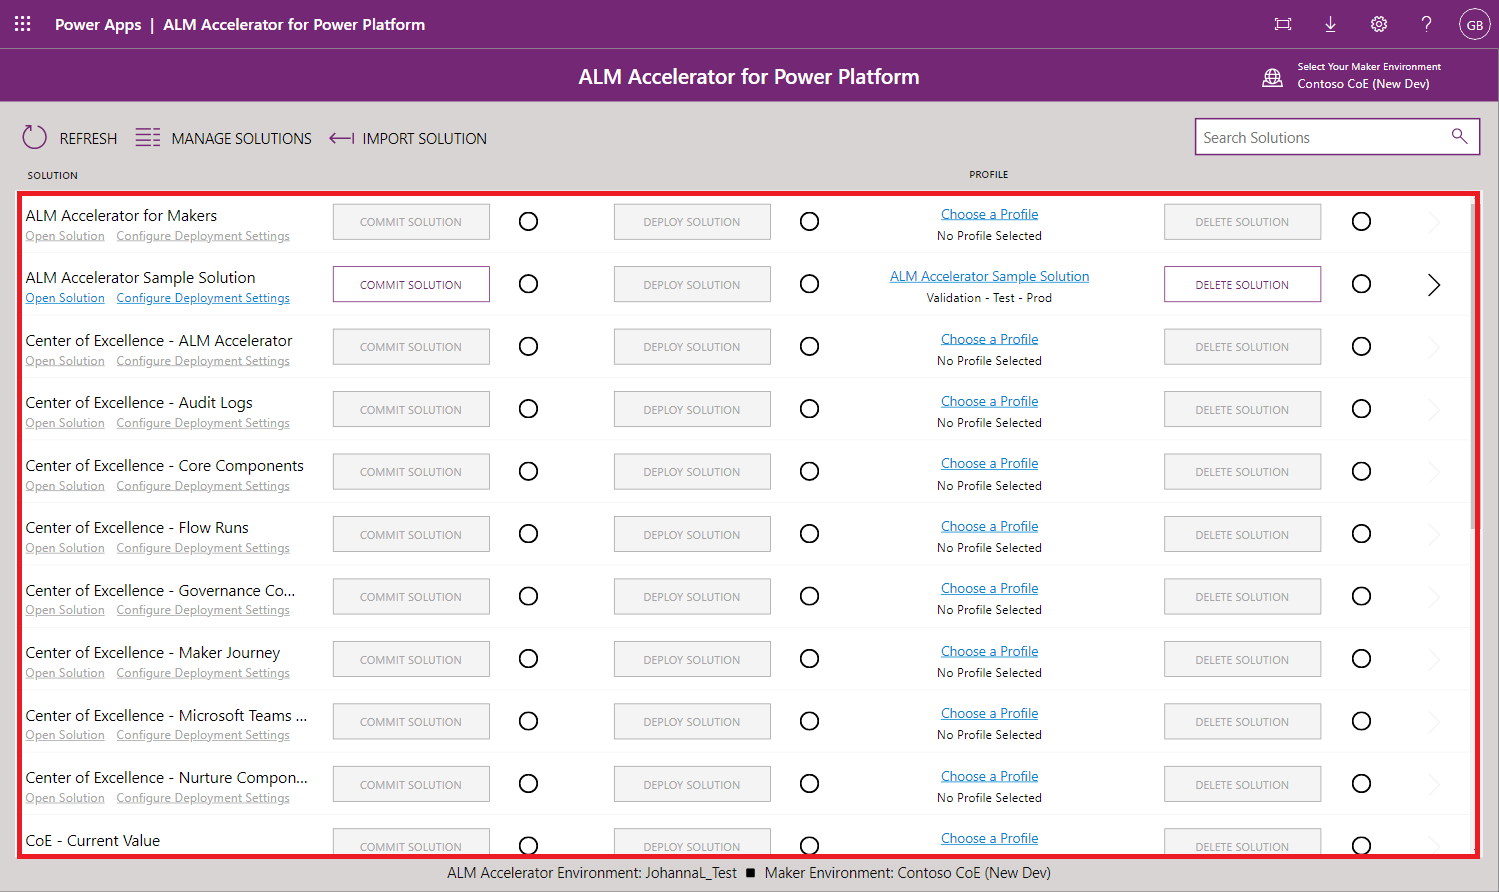 Power Apps | ALM Accelerator for Power Platform
GB
ALM Accelerator for Power Platform
Select Your Maker Environment
Contoso CoE (New Dev)
REFRESH MANAGE SOLUTIONS IMPORT SOLUTION
Search Solutions
SOLUTION PROFILE
ALM Accelerator for Makers
Open Solution Configure Deployment Settings
COMMIT SOLUTION
DEPLOY SOLUTION
Choose a Profile
No Profile Selected
DELETE SOLUTION
ALM Accelerator Sample Solution
Open Solution Configure Deployment Settings
COMMIT SOLUTION
DEPLOY SOLUTION
ALM Accelerator Sample Solution
Validation - Test - Prod
DELETE SOLUTION
Center of Excellence - ALM Accelerator
Open Solution Configure Deployment Settings
COMMIT SOLUTION
DEPLOY SOLUTION
Choose a Profile
No Profile Selected
DELETE SOLUTION
Center of Excellence - Audit Logs
Open Solution Configure Deployment Settings
COMMIT SOLUTION
DEPLOY SOLUTION
Choose a Profile
No Profile Selected
DELETE SOLUTION
Center of Excellence - Core Components
Open Solution Configure Deployment Settings
COMMIT SOLUTION
DEPLOY SOLUTION
Choose a Profile
No Profile Selected
DELETE SOLUTION
Center of Excellence - Flow Runs
Open Solution Configure Deployment Settings
COMMIT SOLUTION
DEPLOY SOLUTION
Choose a Profile
No Profile Selected
DELETE SOLUTION
Center of Excellence - Governance Co...
Open Solution Configure Deployment Settings
COMMIT SOLUTION
DEPLOY SOLUTION
Choose a Profile
No Profile Selected
DELETE SOLUTION
Center of Excellence - Maker Journey
Open Solution Configure Deployment Settings
COMMIT SOLUTION
DEPLOY SOLUTION
Choose a Profile
No Profile Selected
DELETE SOLUTION
Center of Excellence - Microsoft Teams ...
Open Solution Configure Deployment Settings
COMMIT SOLUTION
DEPLOY SOLUTION
Choose a Profile
No Profile Selected
DELETE SOLUTION
Center of Excellence - Nurture Compon...
Open Solution Configure Deployment Settings
COMMIT SOLUTION
DEPLOY SOLUTION
Choose a Profile
No Profile Selected
DELETE SOLUTION
CoE - Current Value
COMMIT SOLUTION
DEPLOY SOLUTION
Choose a Profile
DELETE SOLUTION
ALM Accelerator Environment: JohannaL_Test ■ Maker Environment: Contoso CoE (New Dev)